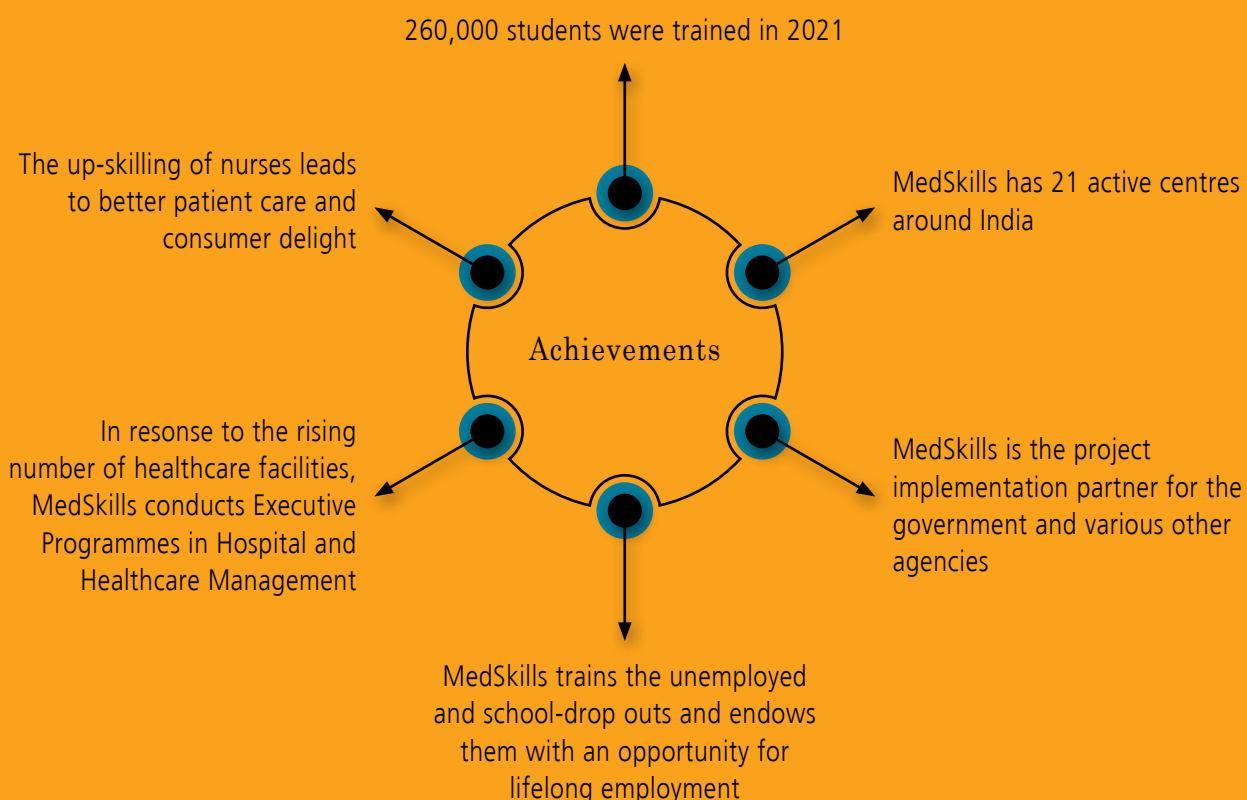 260,000 students were trained in 2021
The up-skilling of nurses leads
to better patient care and
consumer delight
MedSkills has 21 active centres
around India
Achievements
In resonse to the rising
number of healthcare facilities,
MedSkills conducts Executive
Programmes in Hospital and
Healthcare Management
MedSkills is the project
implementation partner for the
government and various other
agencies
MedSkills trains the unemployed
and school-drop outs and endows
them with an opportunity for
lifelong employment